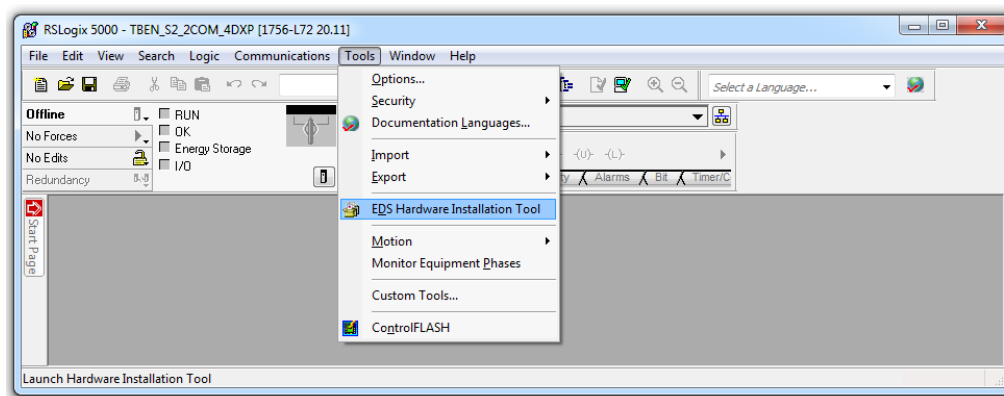 RSLogix 5000 - TBEN_S2_2COM_4DXP [1756-L72 20.11]
File Edit View Search Logic Communications Tools Window Help
Select a Language...
Options...
Security
Documentation Languages...
Import
Export
EDS Hardware Installation Tool
Motion
Monitor Equipment Phases
Custom Tools...
ControlFLASH
Offline
RUN
No Forces
OK
No Edits
Energy Storage
I/O
Redundancy
Alarms Bit Timer/C
Start Page
Launch Hardware Installation Tool